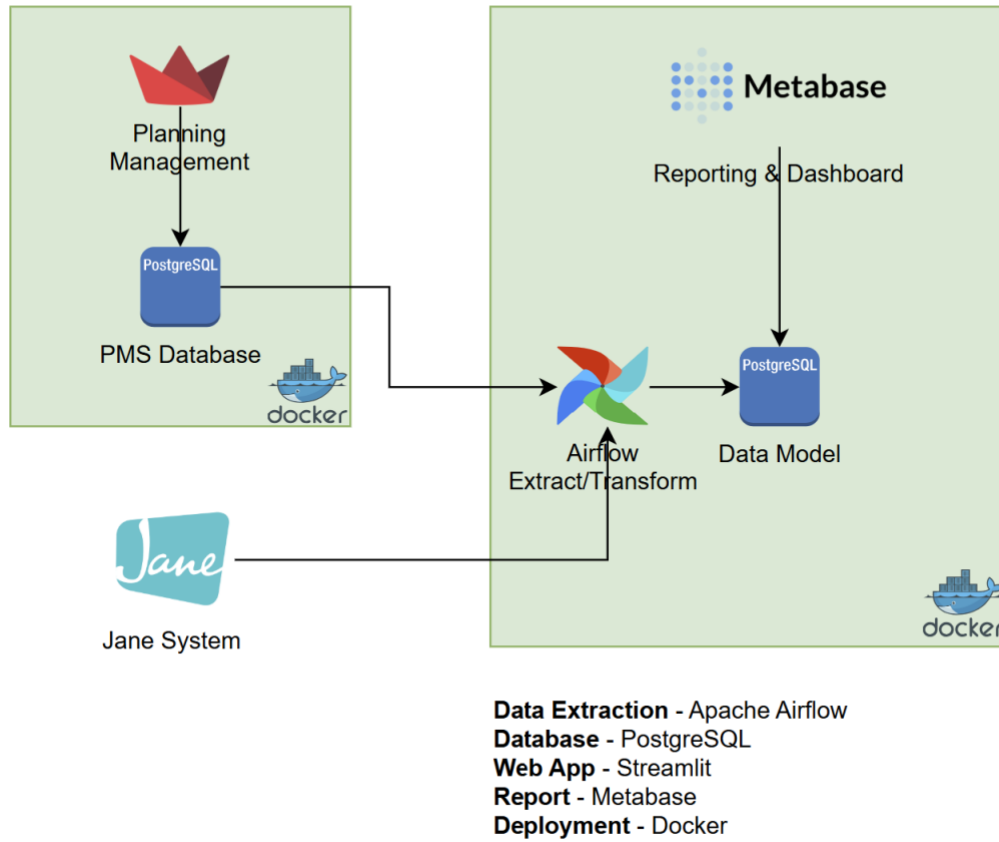 Planning
Management
PostgreSQL
PMS Database
docker
Metabase
Reporting & Dashboard
PostgreSQL
Airflow
Extract/Transform
Data Model
Jane
Jane System
docker
Data Extraction - Apache Airflow
Database - PostgreSQL
Web App - Streamlit
Report - Metabase
Deployment - Docker